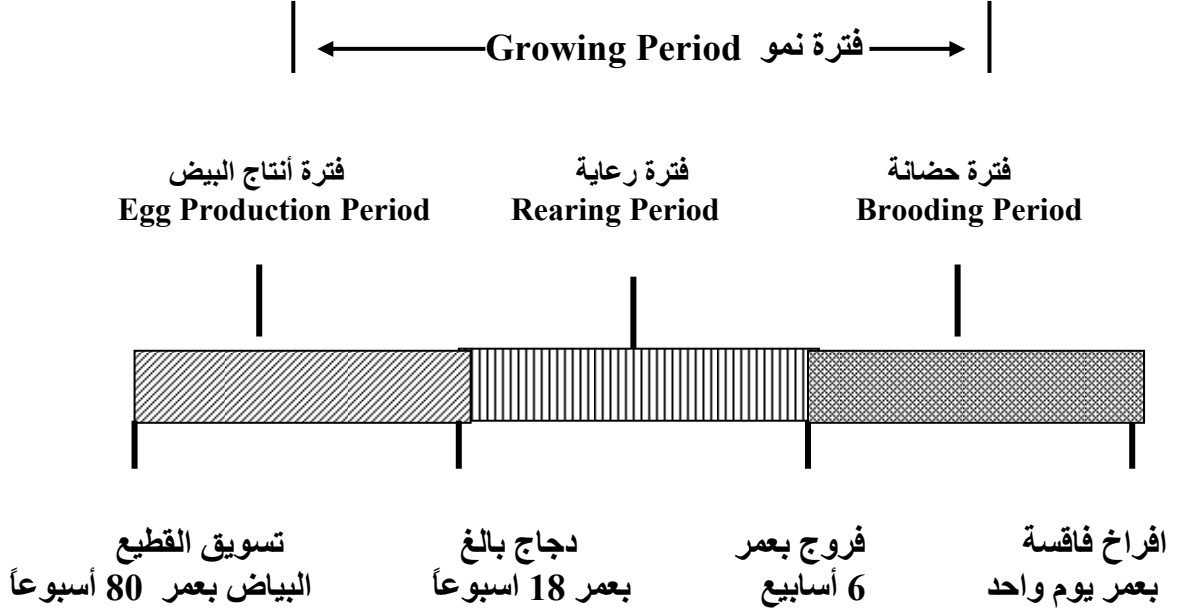 فترة نمو Growing Period
فترة حضانة
Brooding Period
فترة رعاية
Rearing Period
فترة أنتاج البيض
Egg Production Period
افراخ فاقسة
بعمر يوم واحد
فروج بعمر
6 أسابيع
دجاج بالغ
بعمر 18 اسبوعاً
تسويق القطيع
البياض بعمر 80 أسبوعاً